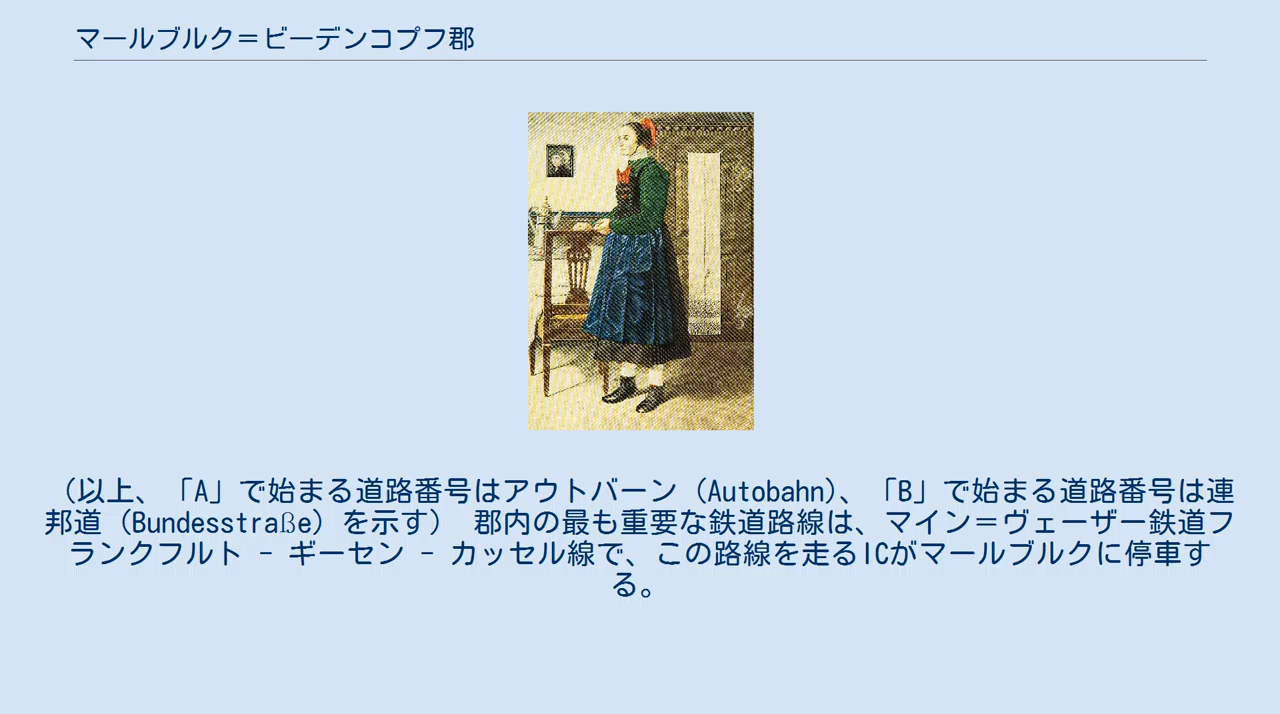 マールブルク＝ビーデンコプフ郡
（以上、「A」で始まる道路番号はアウトバーン（Autobahn）、「B」で始まる道路番号は連
邦道（Bundesstraße）を示す） 郡内の最も重要な鉄道路線は、マイン＝ヴェーザー鉄道フ
ランクフルト - ギーセン - カッセル線で、この路線を走るICがマールブルクに停車す
る。